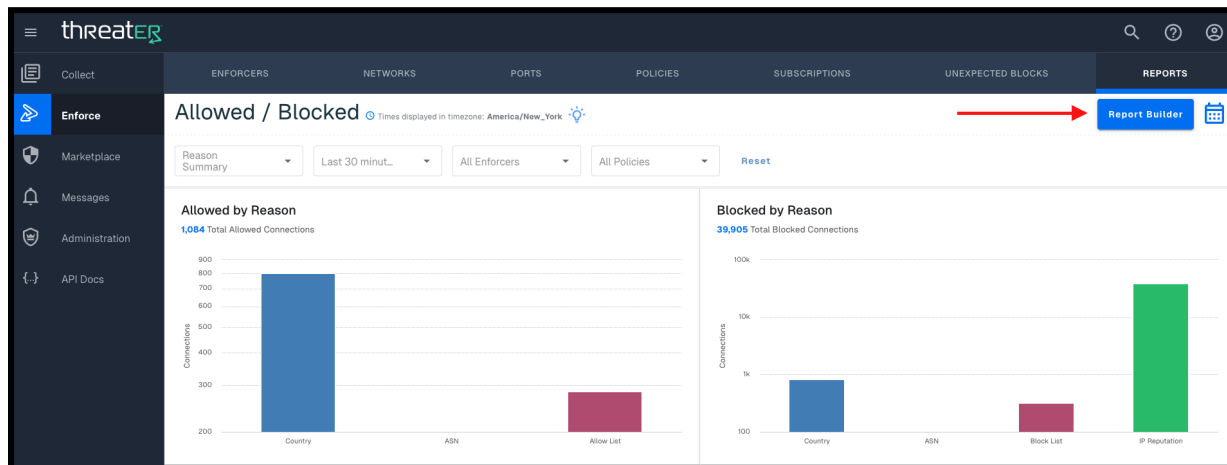 threatER
Collect
Enforce
Marketplace
Messages
Administration
{..} API Docs
ENFORCERS NETWORKS PORTS POLICIES SUBSCRIPTIONS UNEXPECTED BLOCKS REPORTS
Allowed / Blocked Times displayed in timezone: America/New_York
Report Builder
Reason Summary
Last 30 minut...
All Enforcers
All Policies
Reset
Allowed by Reason
1,084 Total Allowed Connections
900
800
700
600
500
400
300
200
Connections
Country ASN Allow List
Blocked by Reason
39,905 Total Blocked Connections
100k
10k
1k
100
Connections
Country ASN Block List IP Reputation